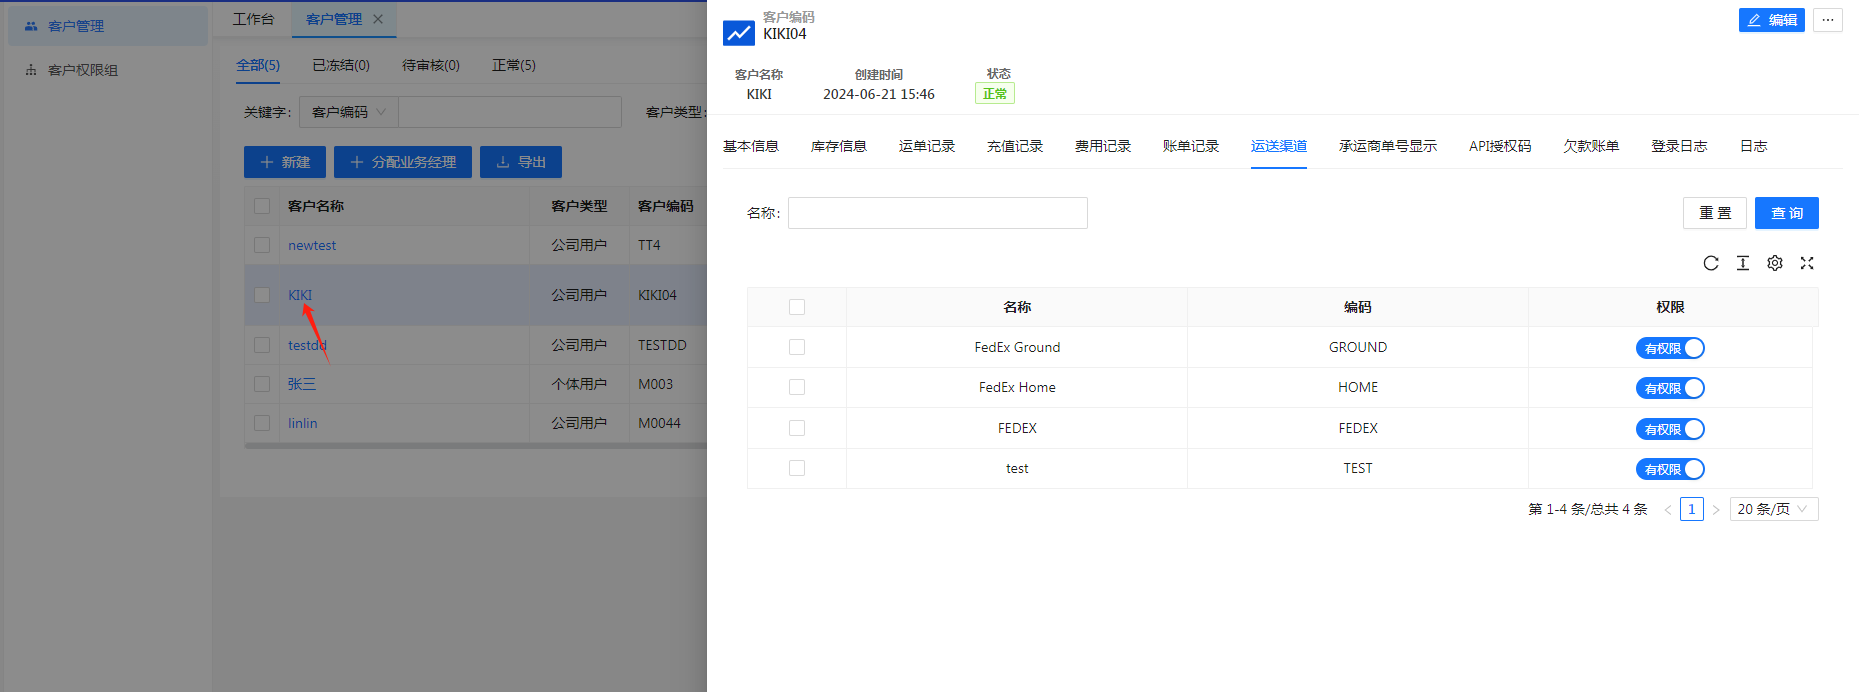 客户管理
客户权限组
工作台
客户管理
全部(5)
已冻结(0)
待审核(0)
正常(5)
关键字:
客户编码
客户类型:
新建
分配业务经理
导出
客户名称 客户类型 客户编码
newtest 公司用户 TT4
KIKI 公司用户 KIKI04
testdd 公司用户 TESTDD
张三 个体用户 M003
linlin 公司用户 M0044
客户编码
KIKI04
编辑
···
客户名称 创建时间 状态
KIKI 2024-06-21 15:46 正常
基本信息 库存信息 运单记录 充值记录 费用记录 账单记录 运送渠道 承运商单号显示 API授权码 欠款账单 登录日志 日志
名称:
重 置
查 询
名称 编码 权限
FedEx Ground GROUND 有权限
FedEx Home HOME 有权限
FEDEX FEDEX 有权限
test TEST 有权限
第 1-4 条/总共 4 条 < 1 > 20 条/页